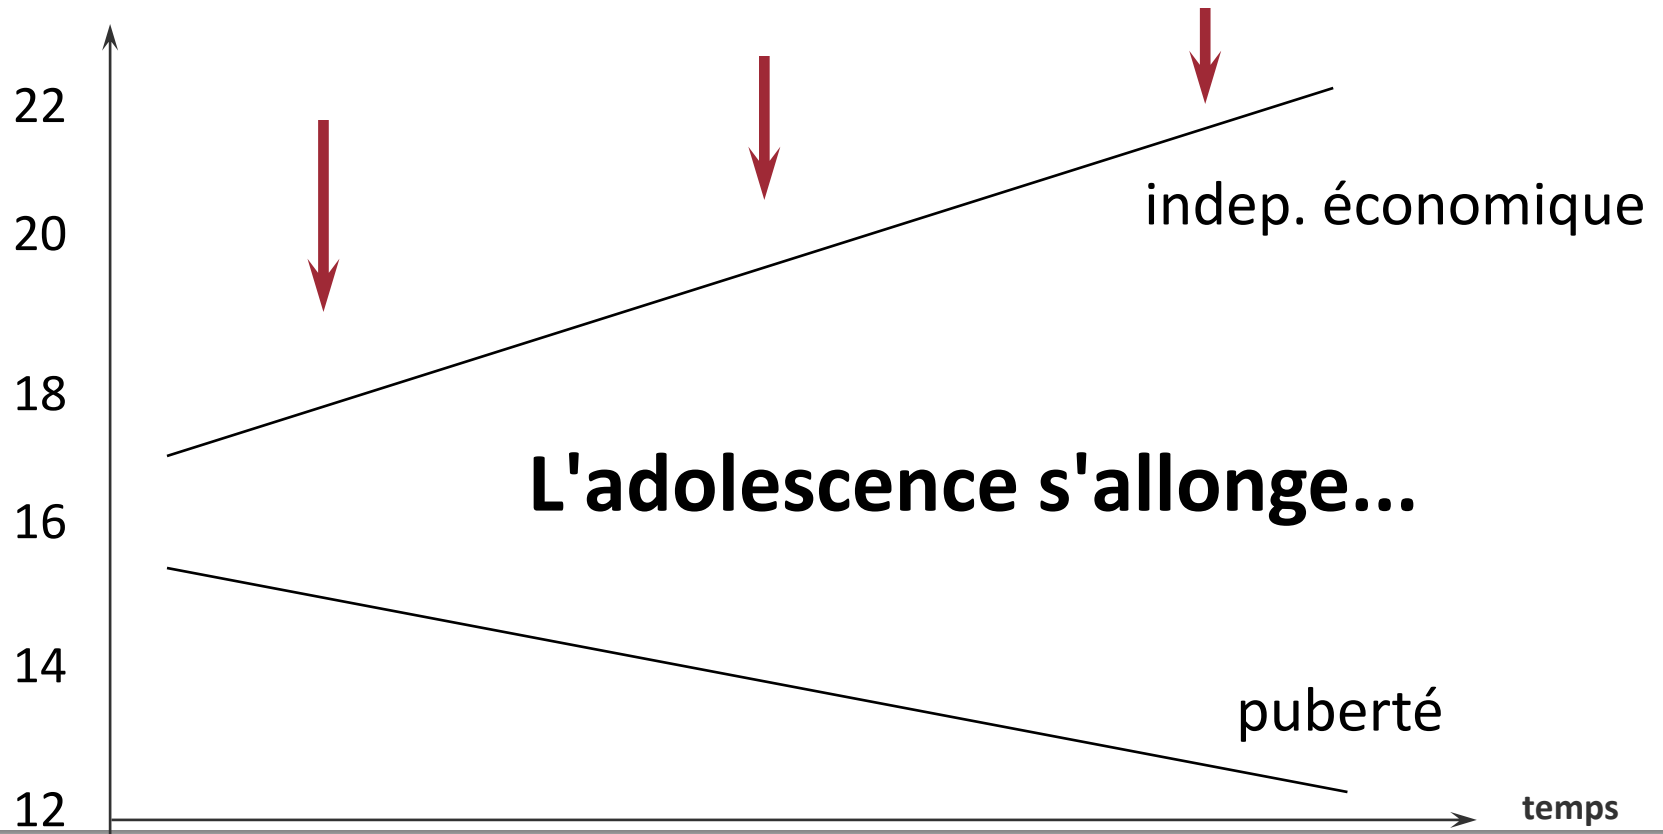 22
20
indep. économique
18
L'adolescence s'allonge...
16
14
puberté
12
temps